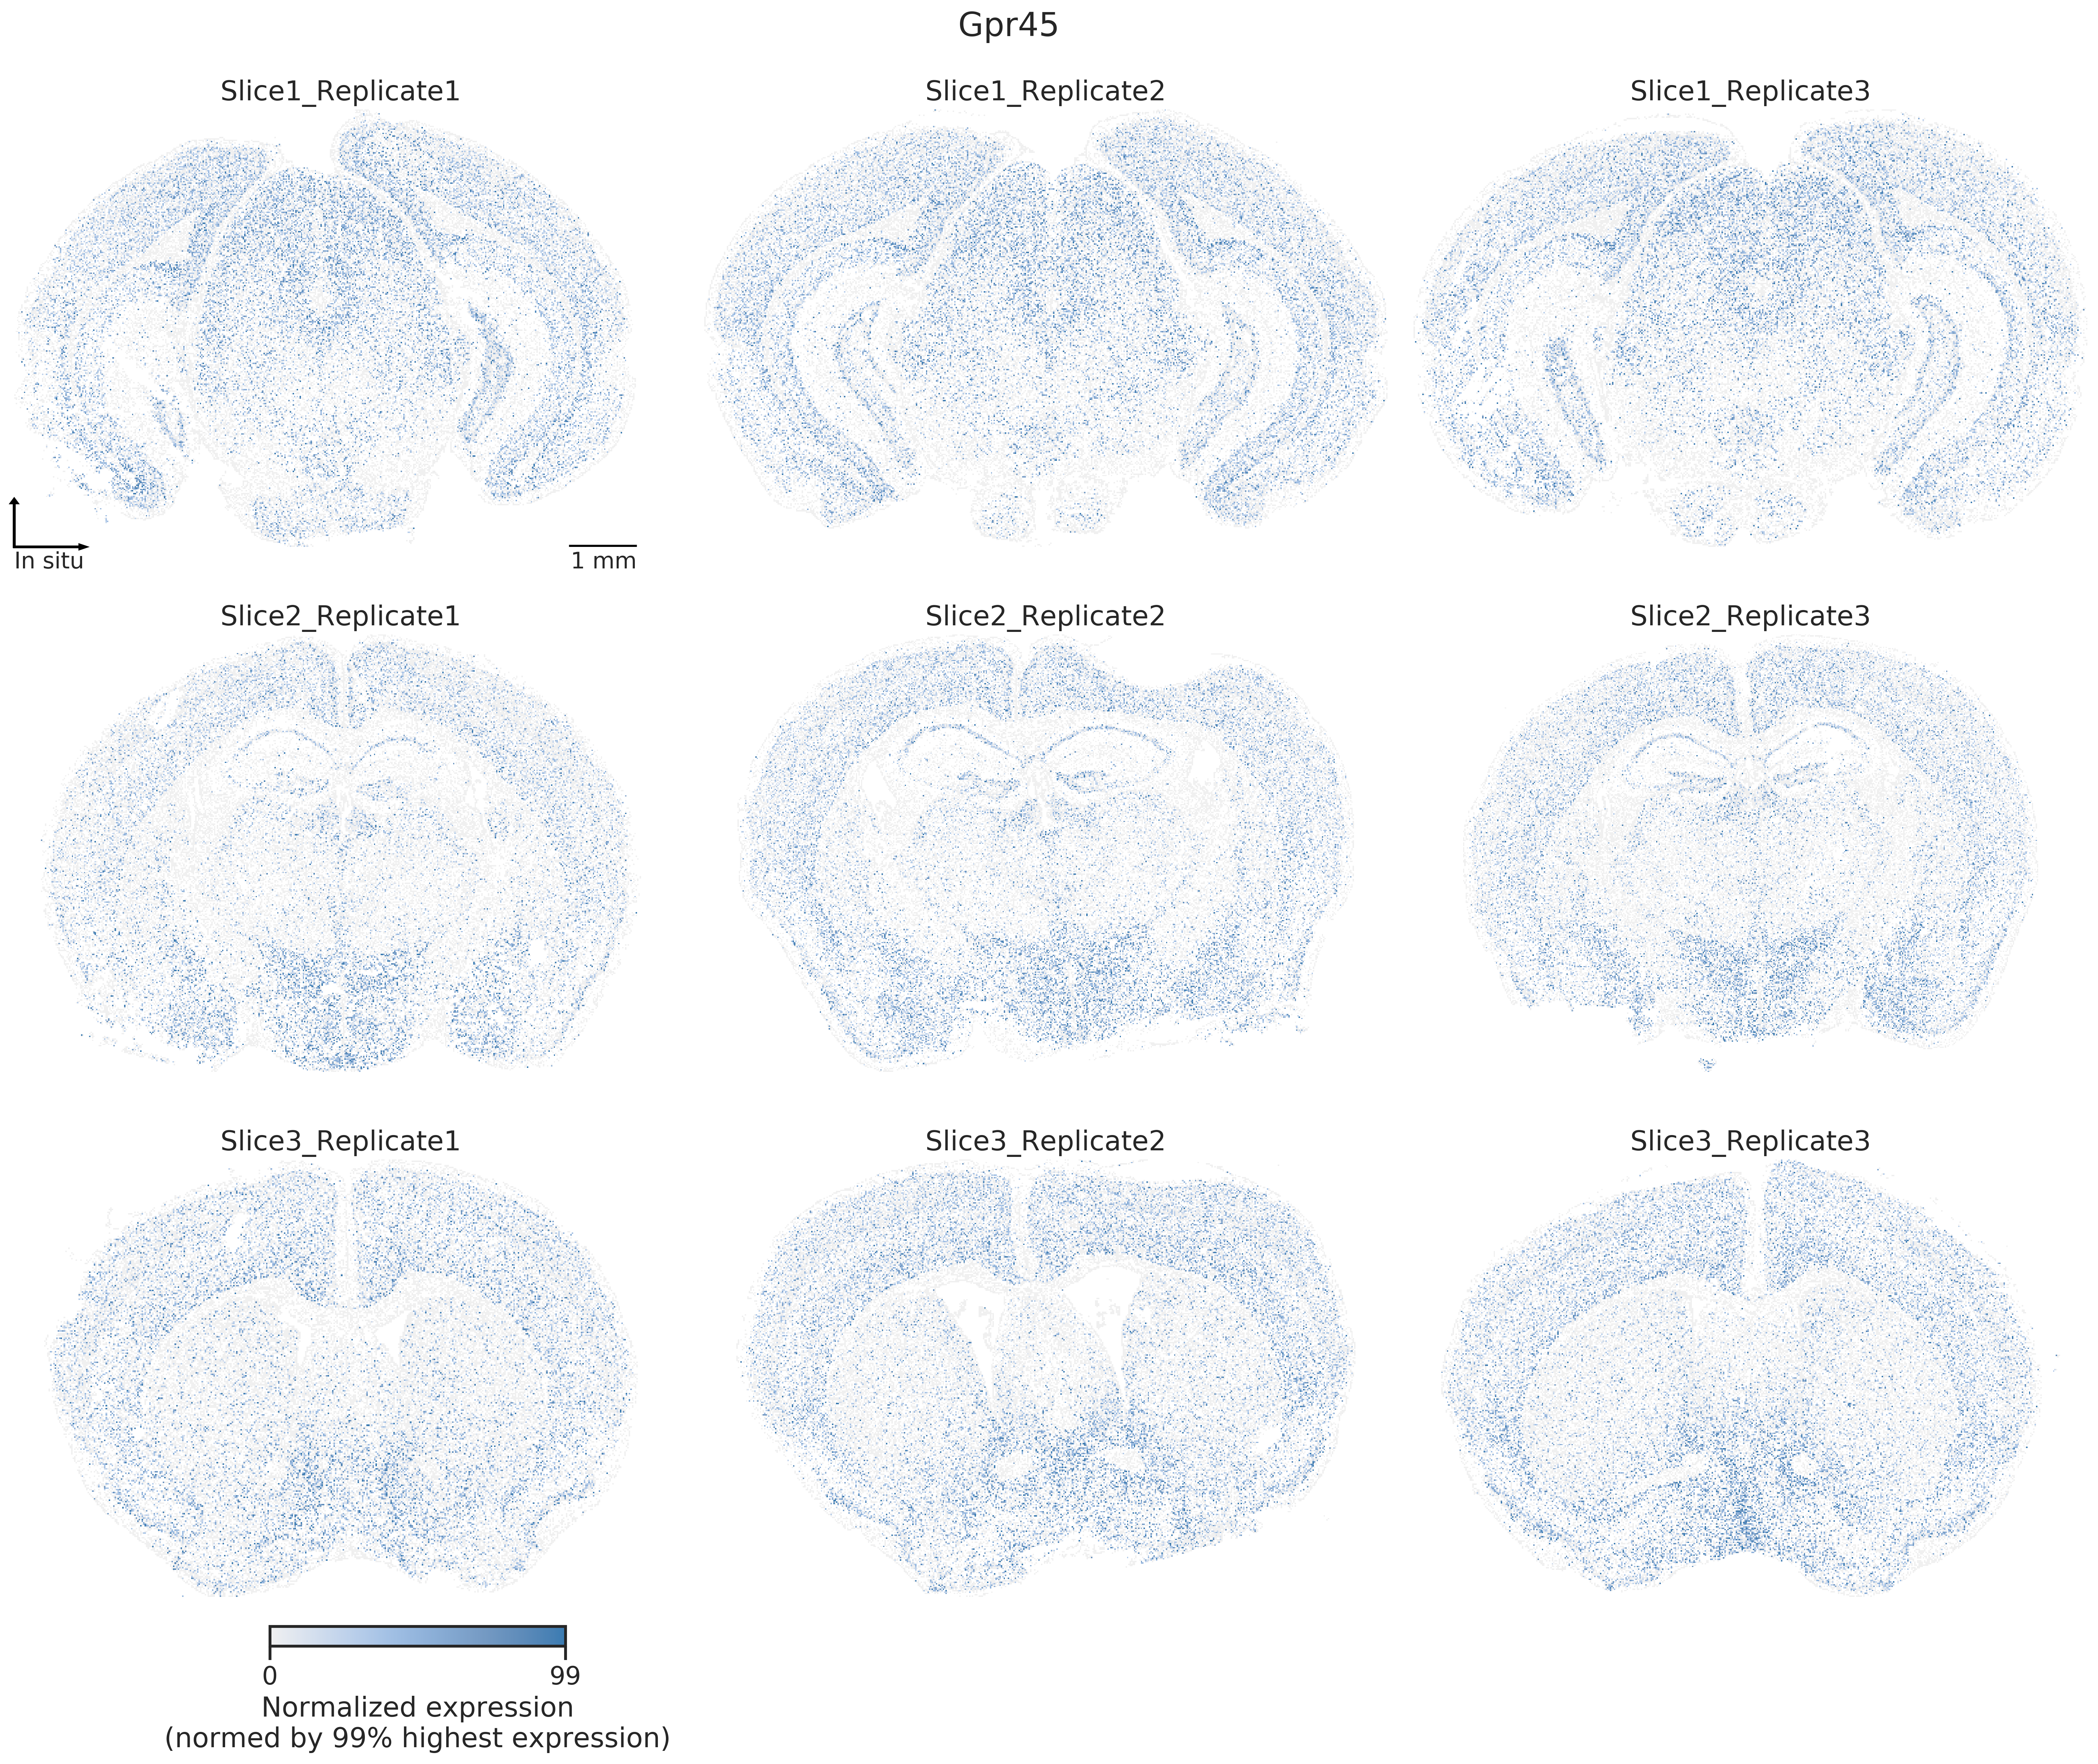 Gpr45
Slice1_Replicate1
Slice1_Replicate2
Slice1_Replicate3
In situ
1 mm
Slice2_Replicate1
Slice2_Replicate2
Slice2_Replicate3
Slice3_Replicate1
Slice3_Replicate2
Slice3_Replicate3
0
99
Normalized expression
(normed by 99% highest expression)